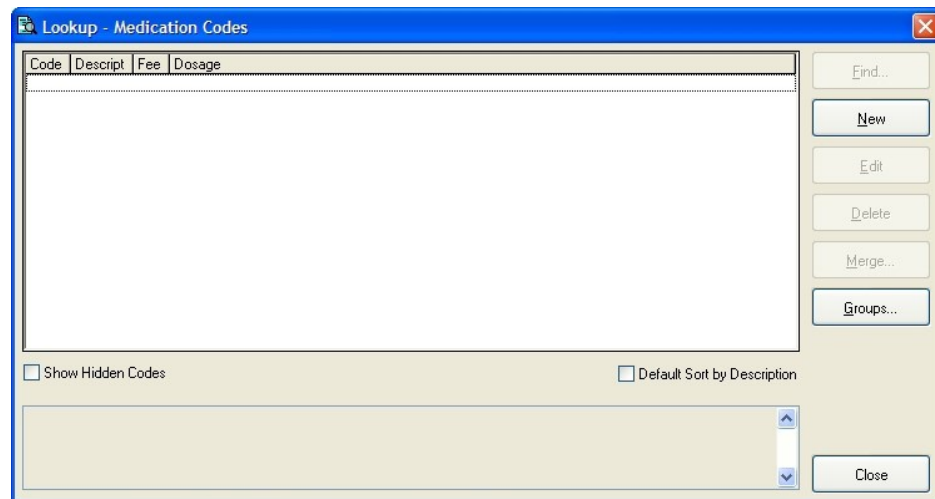 Lookup - Medication Codes
Code Descript Fee Dosage
Find...
New
Edit
Delete
Merge...
Groups...
Show Hidden Codes
Default Sort by Description
Close